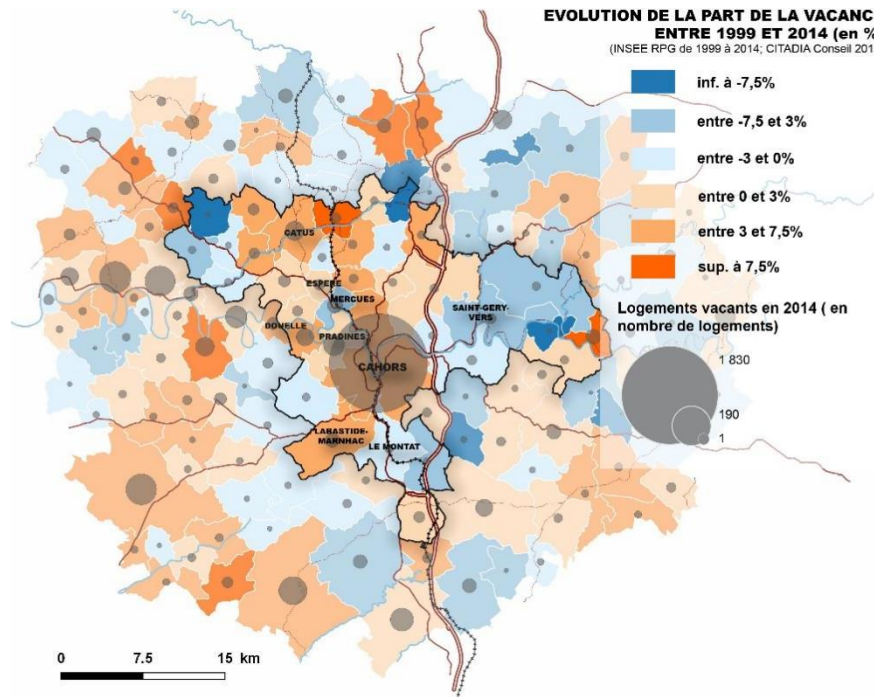 EVOLUTION DE LA PART DE LA VACANC
ENTRE 1999 ET 2014 (en %
(INSEE RPG de 1999 à 2014; CITADIA Conseil 201
inf. à -7,5%
entre -7,5 et 3%
entre -3 et 0%
entre 0 et 3%
entre 3 et 7,5%
sup. à 7,5%
Logements vacants en 2014 ( en
nombre de logements)
1 830
190
1
CATUS
ESPERE
MERCUES
SAINT-GERY-
VERS
DOUELLE
PRADINES
CAHORS
LABASTIDE-
MARNHAC
LE MONTAT
0 7.5 15 km